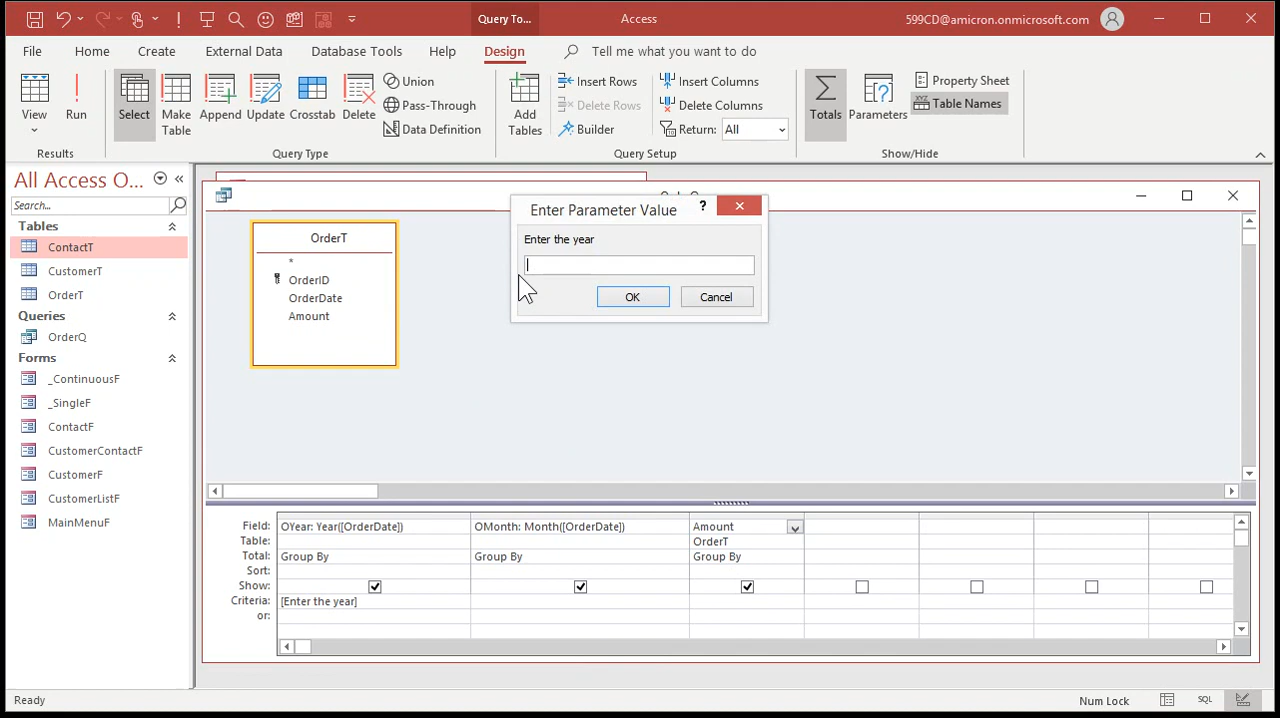 Query To...
Access
599CD@amicron.onmicrosoft.com
File
Home
Create
External Data
Database Tools
Help
Design
Tell me what you want to do
View
Run
Select
Make
Table
Append
Update
Crosstab
Delete
Union
Pass-Through
Data Definition
Add
Tables
Insert Rows
Delete Rows
Builder
Insert Columns
Delete Columns
Return:
All
Totals
Parameters
Property Sheet
Table Names
Results
Query Type
Query Setup
Show/Hide
All Access O...
Search...
Tables
ContactT
CustomerT
OrderT
Queries
OrderQ
Forms
_ContinuousF
_SingleF
ContactF
CustomerContactF
CustomerF
CustomerListF
MainMenuF
OrderT
*
OrderID
OrderDate
Amount
Enter Parameter Value
?
Enter the year
OK
Cancel
Field:
OYear: Year([OrderDate])
OMonth: Month([OrderDate])
Amount
Table:
OrderT
Total:
Group By
Group By
Group By
Sort:
Show:
Criteria:
[Enter the year]
or:
Ready
Num Lock
SQL